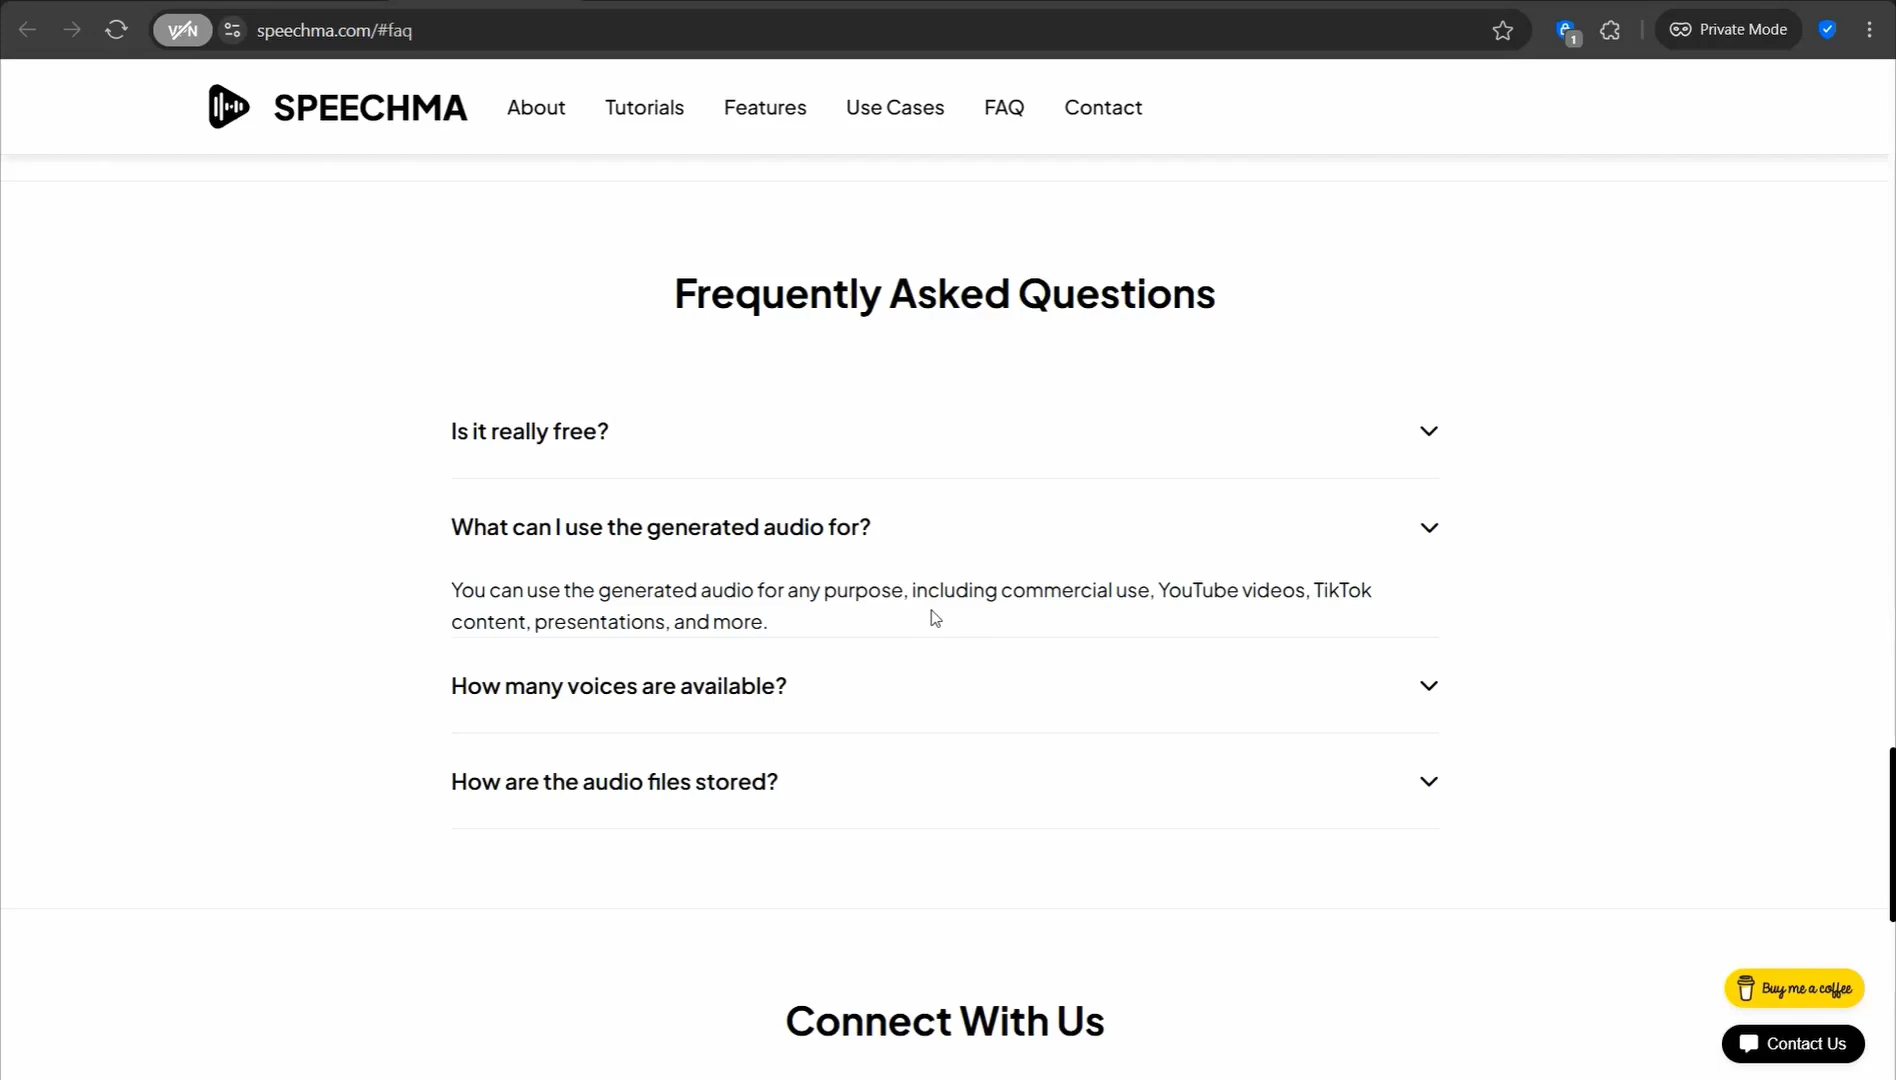 VPN
speechma.com/#faq
1
Private Mode
SPEECHMA
About
Tutorials
Features
Use Cases
FAQ
Contact
Frequently Asked Questions
Is it really free?
What can I use the generated audio for?
You can use the generated audio for any purpose, including commercial use, YouTube videos, TikTok
content, presentations, and more.
How many voices are available?
How are the audio files stored?
Connect With Us
Buy me a coffee
Contact Us